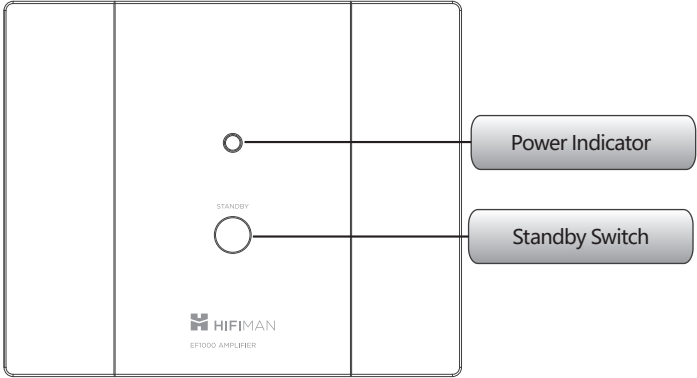 Power Indicator
STANDBY
Standby Switch
HIFIMAN
EF1000 AMPLIFIER